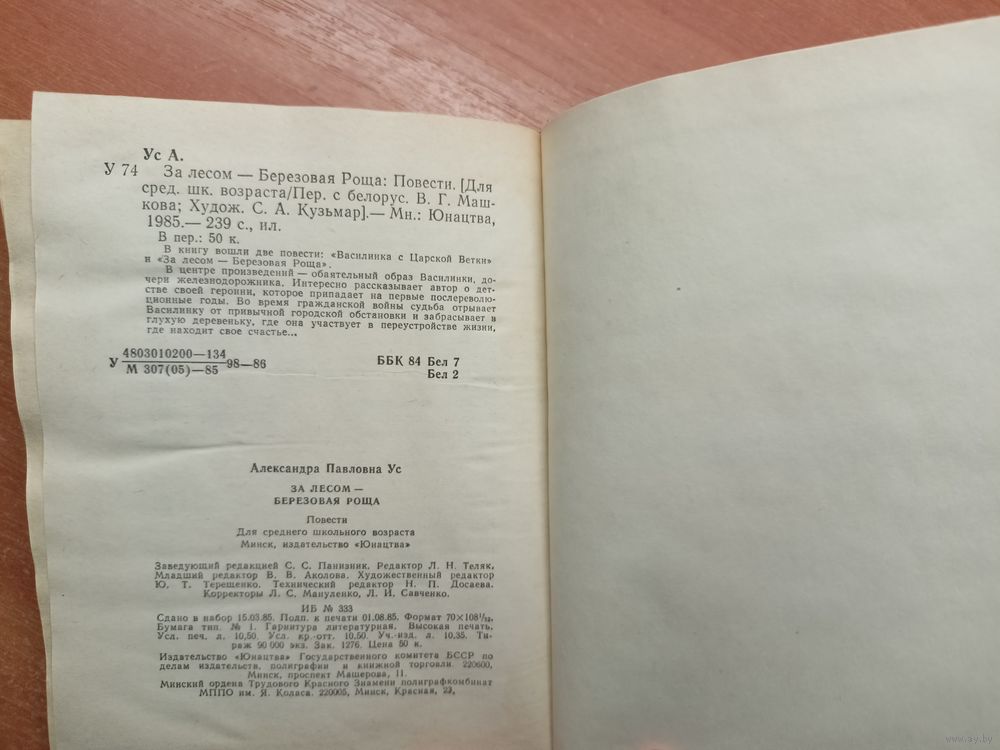 Ус А.
У 74 За лесом — Березовая Роща: Повести. [Для
сред. шк. возраста/Пер. с белорус. В. Г. Маш-
кова; Худож. С. А. Кузьмар].— Мн.: Юнацтва,
1985.— 239 с., ил.
В пер.: 50 к.
В книгу вошли две повести: «Василинка с Царской Ветки»
и «За лесом — Березовая Роща».
В центре произведений — обаятельный образ Василинки, до-
чери железнодорожника. Интересно рассказывает автор о дет-
стве своей героини, которое припадает на первые послереволю-
ционные годы. Во время гражданской войны судьба отрывает
Василинку от привычной городской обстановки и забрасывает в
глухую деревеньку, где она участвует в переустройстве жизни,
где находит свое счастье...
У 4803010200—134
М 307(05)—85 98—86
ББК 84 Бел 7
Бел 2
Александра Павловна Ус
ЗА ЛЕСОМ —
БЕРЕЗОВАЯ РОЩА
Повести
Для среднего школьного возраста
Минск, издательство «Юнацтва»
Заведующий редакцией С. С. Панизник. Редактор Л. Н. Теляк.
Младший редактор В. В. Аколова. Художественный редактор
Ю. Т. Терещенко. Технический редактор Н. П. Досаева.
Корректоры Л. С. Мануленко, Л. И. Савченко.
ИБ № 333
Сдано в набор 15.03.85. Подп. к печати 01.08.85. Формат 70×108 1/32.
Бумага тип. № 1. Гарнитура литературная. Высокая печать.
Усл. печ. л. 10,50. Усл. кр.-отт. 10,50. Уч.-изд. л. 10,35. Ти-
раж 90 000 экз. Зак. 1276. Цена 50 к.
Издательство «Юнацтва» Государственного комитета БССР по
делам издательств, полиграфии и книжной торговли. 220600,
Минск, проспект Машерова, 11.
Минский ордена Трудового Красного Знамени полиграфкомбинат
МППО им. Я. Коласа. 220005, Минск, Красная, 23.
www.ay.by